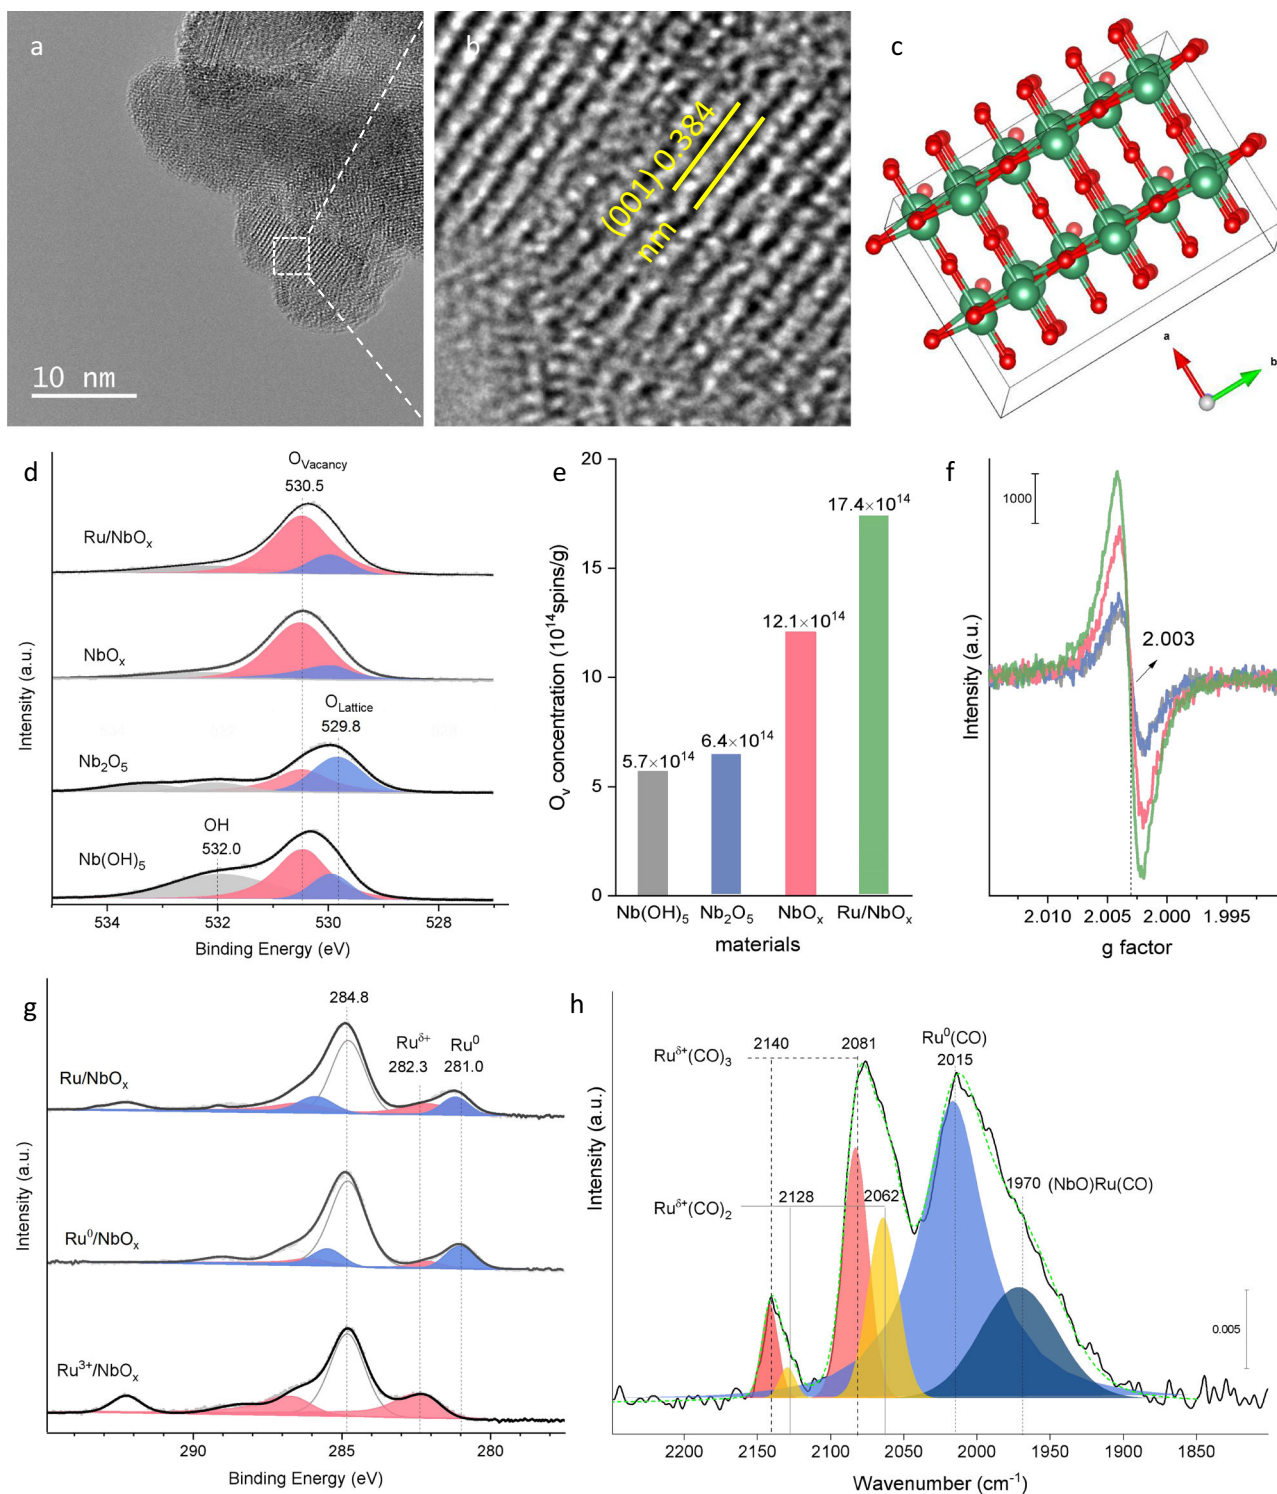 a
10 nm
b
(001) 0.384
nm
c
a
b
d
O_Vacancy
530.5
Ru/NbOₓ
NbOₓ
O_Lattice
529.8
Nb₂O₅
OH
532.0
Nb(OH)₅
Intensity (a.u.)
534 532 530 528
Binding Energy (eV)
e
20
15
10
5
0
Oᵥ concentration (10¹⁴spins/g)
5.7×10¹⁴
6.4×10¹⁴
12.1×10¹⁴
17.4×10¹⁴
Nb(OH)₅ Nb₂O₅ NbOₓ Ru/NbOₓ
materials
f
1000
2.003
Intensity (a.u.)
2.010 2.005 2.000 1.995
g factor
g
284.8
Ru^δ+ Ru⁰
282.3 281.0
Ru/NbOₓ
Ru⁰/NbOₓ
Ru³⁺/NbOₓ
Intensity (a.u.)
290 285 280
Binding Energy (eV)
h
Ru^δ+(CO)₃
2140
2081
Ru⁰(CO)
2015
Ru^δ+(CO)₂
2128
2062
1970 (NbO)Ru(CO)
0.005
Intensity (a.u.)
2200 2150 2100 2050 2000 1950 1900 1850
Wavenumber (cm⁻¹)